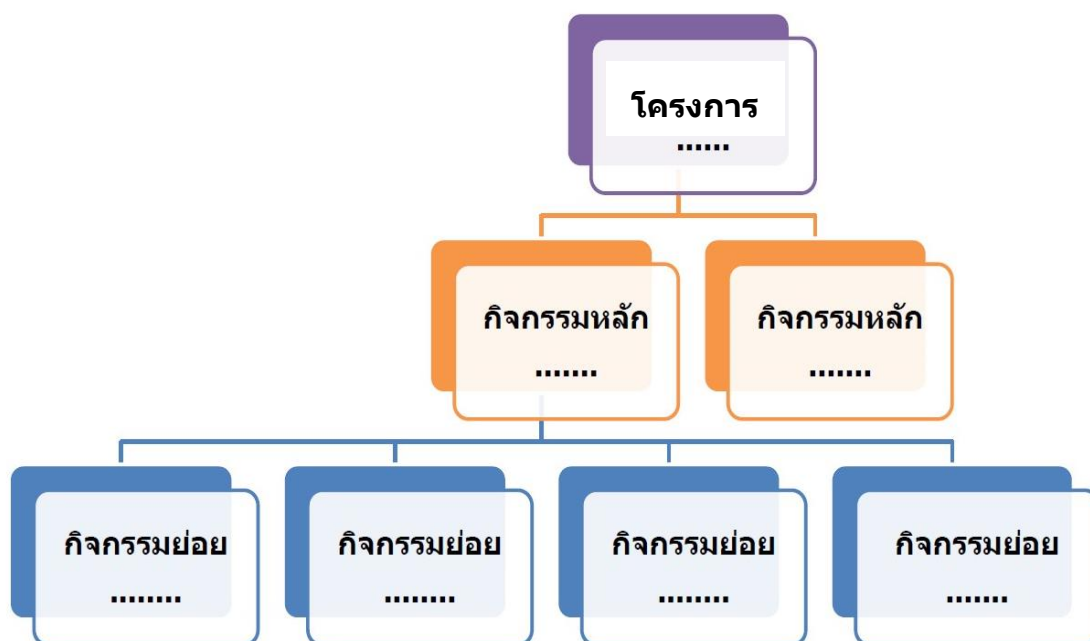 โครงการ
......
กิจกรรมหลัก
.......
กิจกรรมหลัก
.......
กิจกรรมย่อย
........
กิจกรรมย่อย
........
กิจกรรมย่อย
........
กิจกรรมย่อย
.......